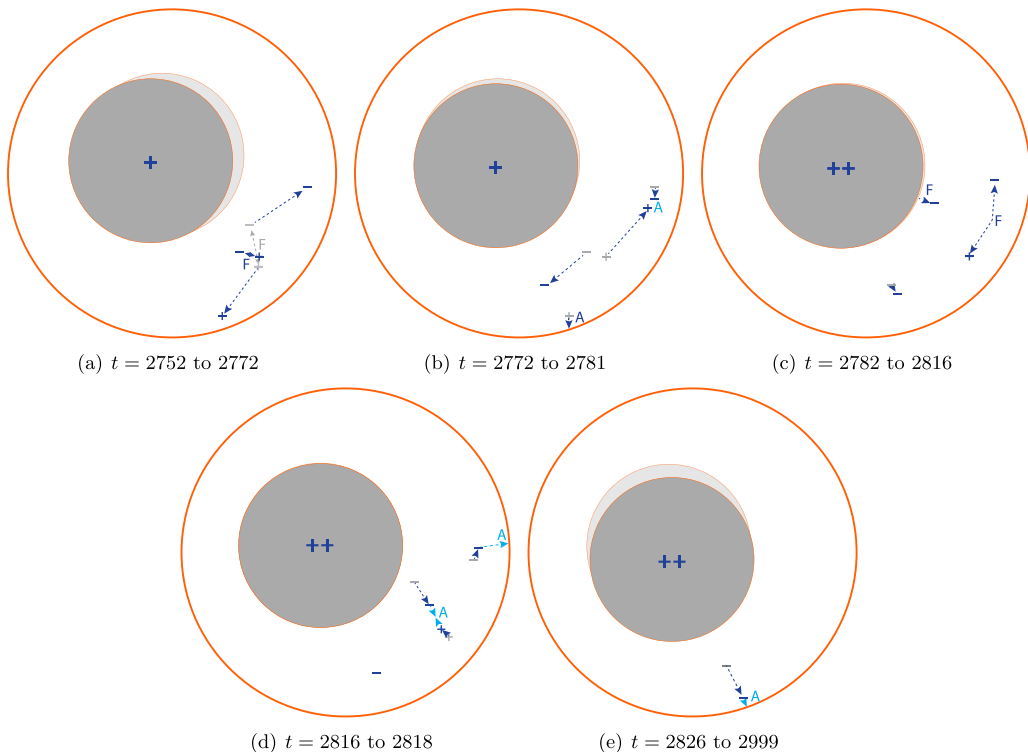 +
F
F
(a) t = 2752 to 2772
+
A
A
(b) t = 2772 to 2781
++
F
F
(c) t = 2782 to 2816
++
A
A
(d) t = 2816 to 2818
++
A
(e) t = 2826 to 2999